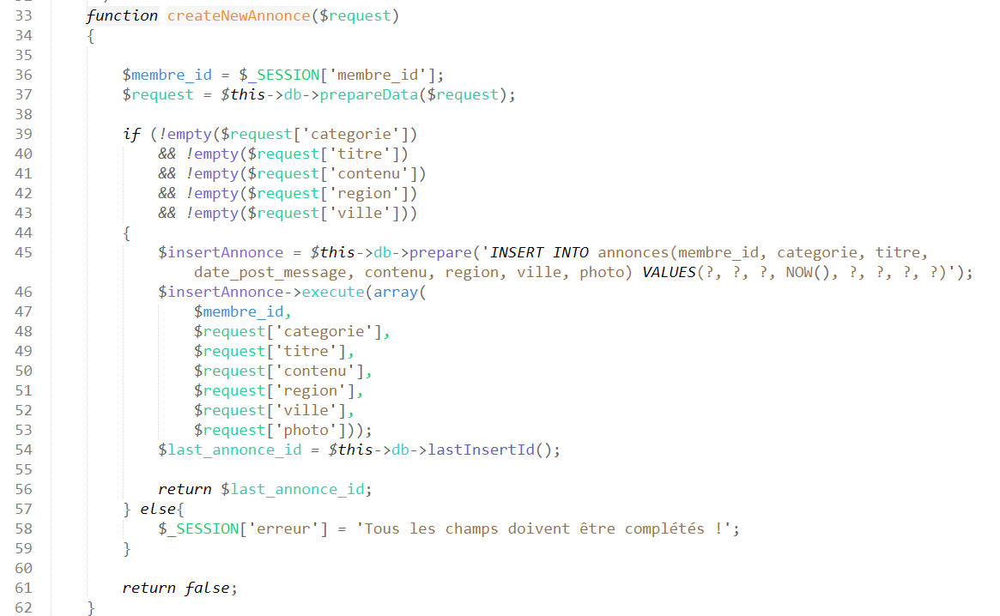 33 function createNewAnnonce($request)
34 {
35
36 $membre_id = $_SESSION['membre_id'];
37 $request = $this->db->prepareData($request);
38
39 if (!empty($request['categorie'])
40 && !empty($request['titre'])
41 && !empty($request['contenu'])
42 && !empty($request['region'])
43 && !empty($request['ville']))
44 {
45 $insertAnnonce = $this->db->prepare('INSERT INTO annonces(membre_id, categorie, titre,
date_post_message, contenu, region, ville, photo) VALUES(?, ?, ?, NOW(), ?, ?, ?, ?)');
46 $insertAnnonce->execute(array(
47 $membre_id,
48 $request['categorie'],
49 $request['titre'],
50 $request['contenu'],
51 $request['region'],
52 $request['ville'],
53 $request['photo']));
54 $last_annonce_id = $this->db->lastInsertId();
55
56 return $last_annonce_id;
57 } else{
58 $_SESSION['erreur'] = 'Tous les champs doivent être complétés !';
59 }
60
61 return false;
62 }